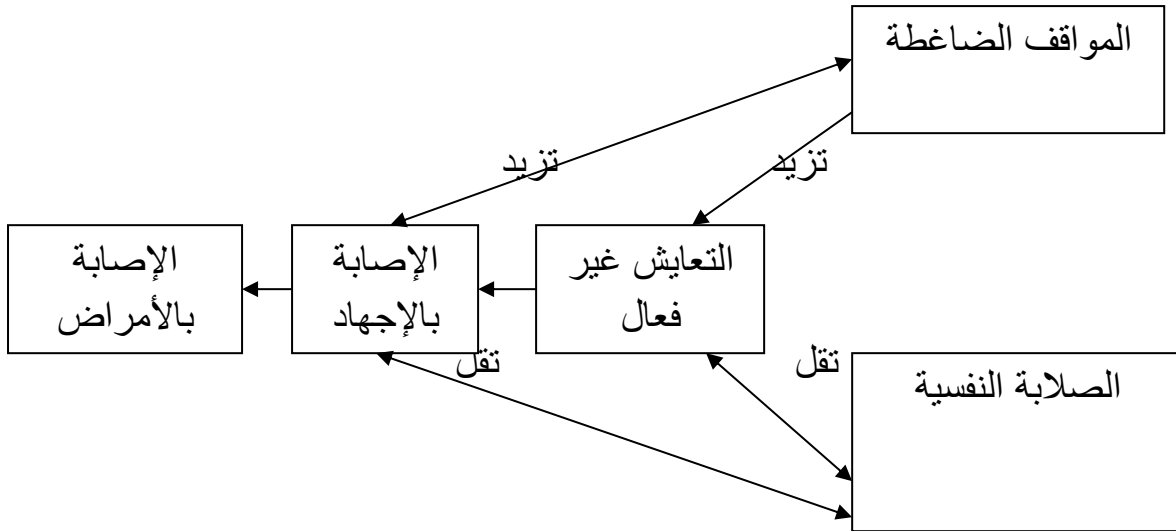 المواقف الضاغطة
تزيد
تزيد
التعايش غير
فعال
الإصابة
بالإجهاد
الإصابة
بالأمراض
تقل
تقل
الصلابة النفسية